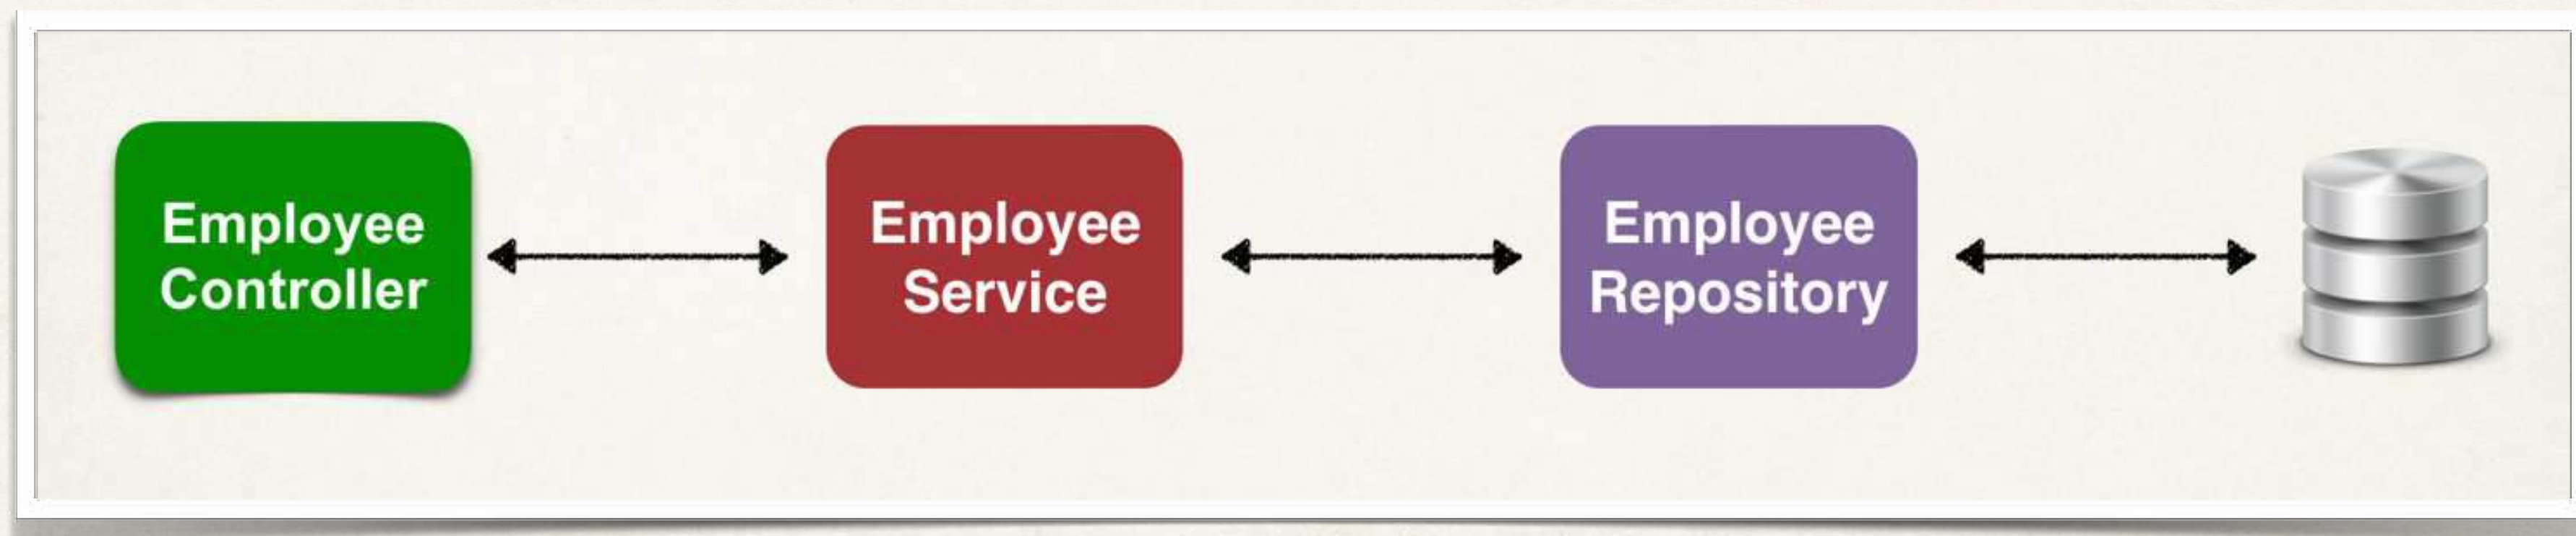 Employee
Controller
Employee
Service
Employee
Repository